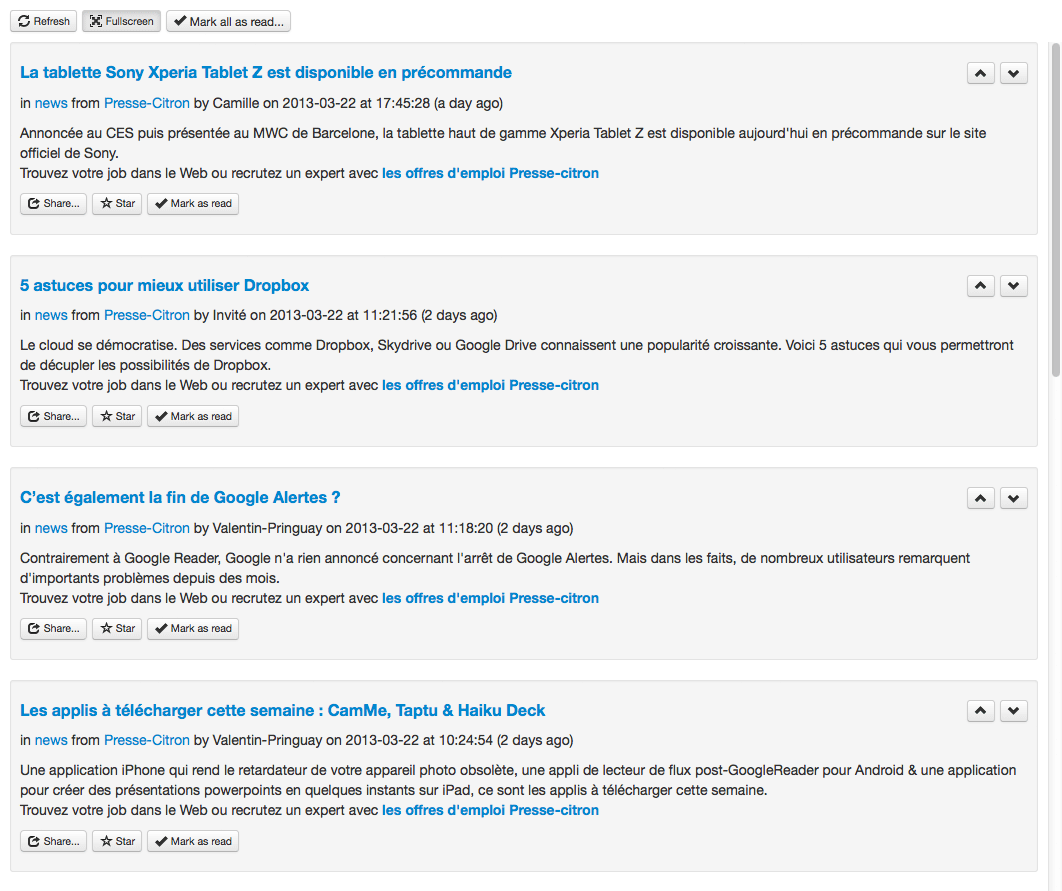 Refresh Fullscreen Mark all as read...
La tablette Sony Xperia Tablet Z est disponible en précommande
in news from Presse-Citron by Camille on 2013-03-22 at 17:45:28 (a day ago)
Annoncée au CES puis présentée au MWC de Barcelone, la tablette haut de gamme Xperia Tablet Z est disponible aujourd'hui en précommande sur le site
officiel de Sony.
Trouvez votre job dans le Web ou recrutez un expert avec les offres d'emploi Presse-citron
Share... Star Mark as read
5 astuces pour mieux utiliser Dropbox
in news from Presse-Citron by Invité on 2013-03-22 at 11:21:56 (2 days ago)
Le cloud se démocratise. Des services comme Dropbox, Skydrive ou Google Drive connaissent une popularité croissante. Voici 5 astuces qui vous permettront
de décupler les possibilités de Dropbox.
Trouvez votre job dans le Web ou recrutez un expert avec les offres d'emploi Presse-citron
Share... Star Mark as read
C'est également la fin de Google Alertes ?
in news from Presse-Citron by Valentin-Pringuay on 2013-03-22 at 11:18:20 (2 days ago)
Contrairement à Google Reader, Google n'a rien annoncé concernant l'arrêt de Google Alertes. Mais dans les faits, de nombreux utilisateurs remarquent
d'importants problèmes depuis des mois.
Trouvez votre job dans le Web ou recrutez un expert avec les offres d'emploi Presse-citron
Share... Star Mark as read
Les applis à télécharger cette semaine : CamMe, Taptu & Haiku Deck
in news from Presse-Citron by Valentin-Pringuay on 2013-03-22 at 10:24:54 (2 days ago)
Une application iPhone qui rend le retardateur de votre appareil photo obsolète, une appli de lecteur de flux post-GoogleReader pour Android & une application
pour créer des présentations powerpoints en quelques instants sur iPad, ce sont les applis à télécharger cette semaine.
Trouvez votre job dans le Web ou recrutez un expert avec les offres d'emploi Presse-citron
Share... Star Mark as read